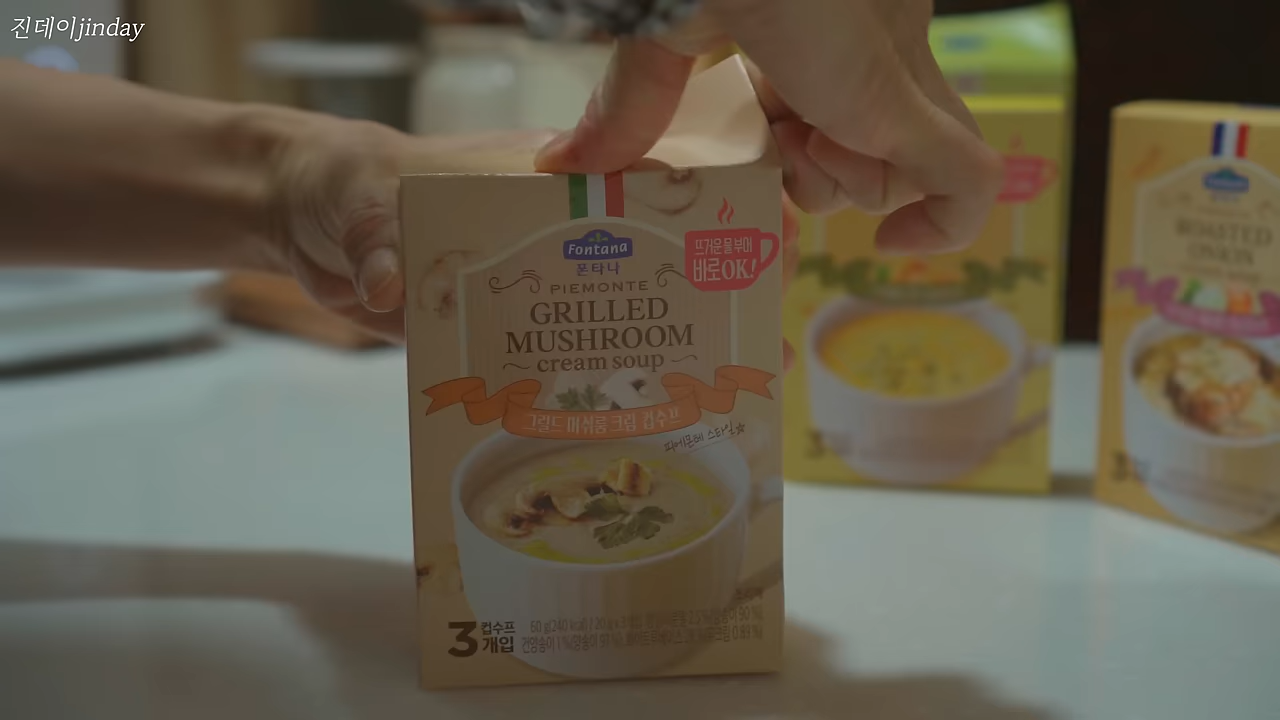 진데이jinday
Fontana
폰타나
뜨거운물부어
바로OK!
PIEMONTE
GRILLED
MUSHROOM
cream soup
그릴드 머쉬룸 크림 컵수프
피에몬테 스타일
3 컵수프
개입
ROASTED
ONION
3
3